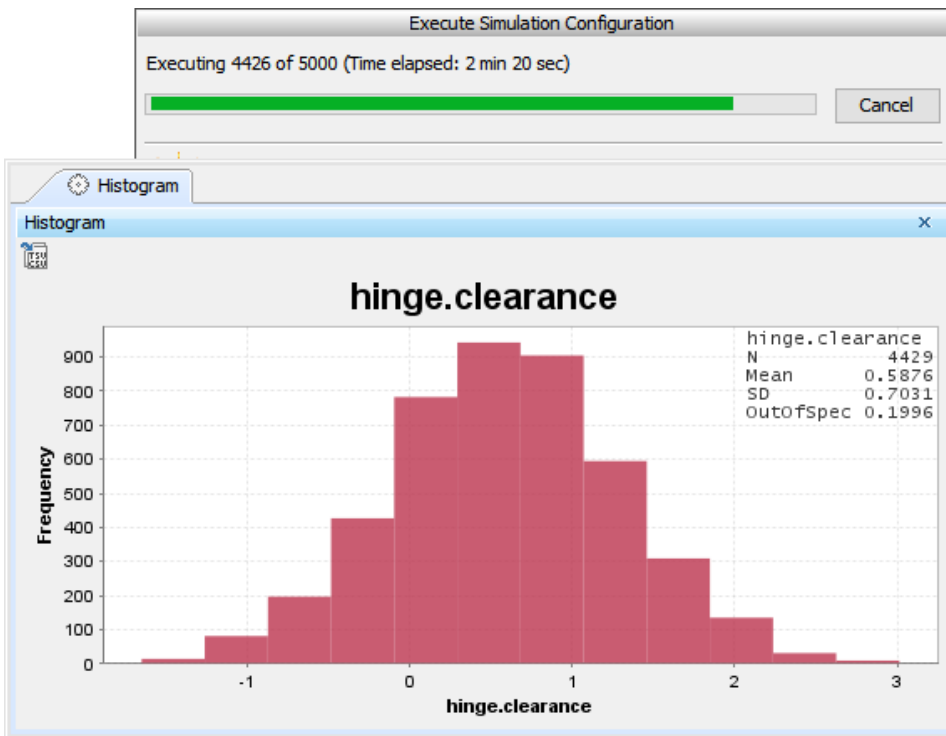 Execute Simulation Configuration
Executing 4426 of 5000 (Time elapsed: 2 min 20 sec)
Cancel
Histogram
Histogram
TSV
CSV
hinge.clearance
hinge.clearance
N 4429
Mean 0.5876
SD 0.7031
OutOfSpec 0.1996
Frequency
900
800
700
600
500
400
300
200
100
0
-1 0 1 2 3
hinge.clearance